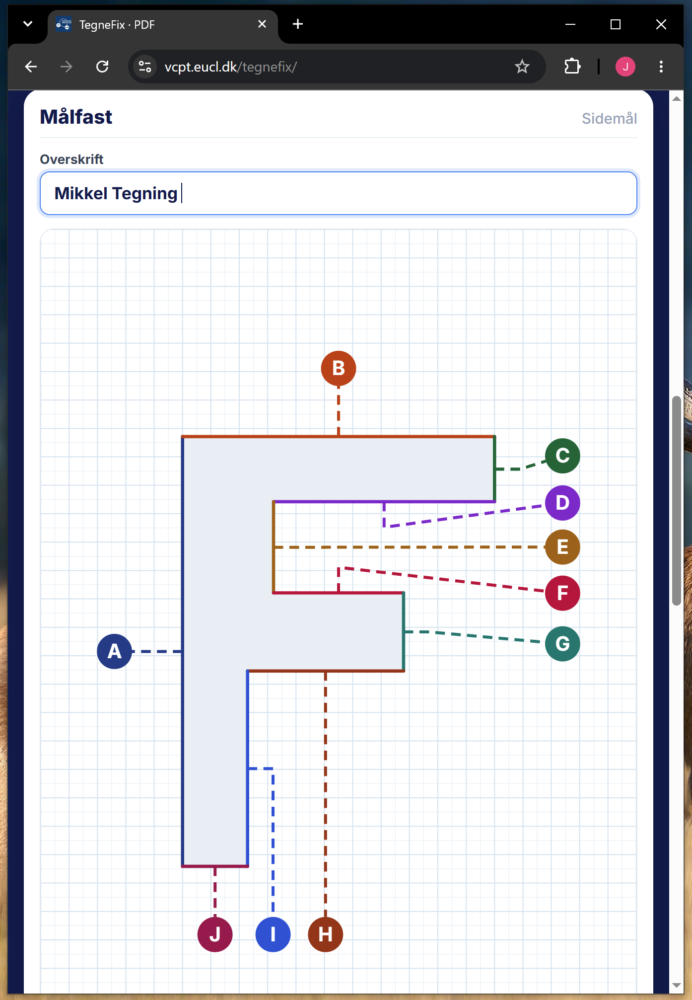 TegneFix · PDF
vcpt.eucl.dk/tegnefix/
J
Målfast
Sidemål
Overskrift
Mikkel Tegning
B
C
D
E
F
G
A
J
I
H